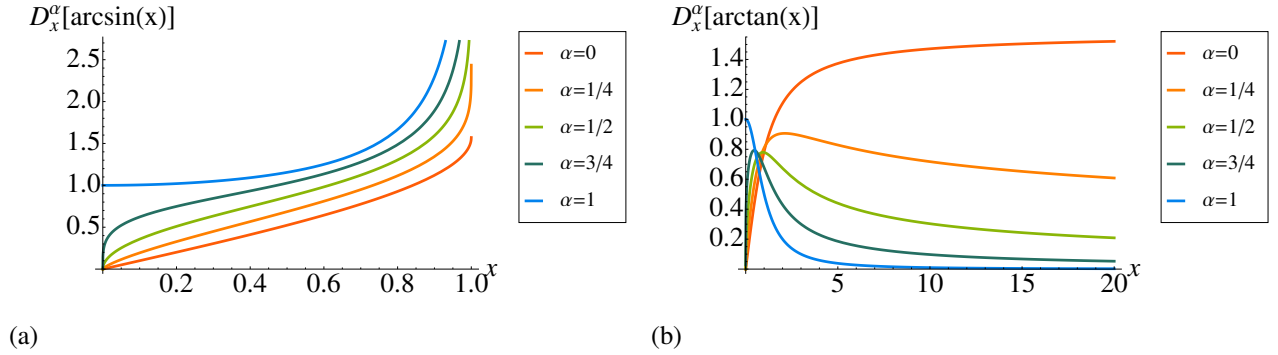 D_x^α[arcsin(x)]
2.5
2.0
1.5
1.0
0.5
0.2 0.4 0.6 0.8 1.0 x
α=0
α=1/4
α=1/2
α=3/4
α=1
(a)
D_x^α[arctan(x)]
1.4
1.2
1.0
0.8
0.6
0.4
0.2
5 10 15 20 x
α=0
α=1/4
α=1/2
α=3/4
α=1
(b)